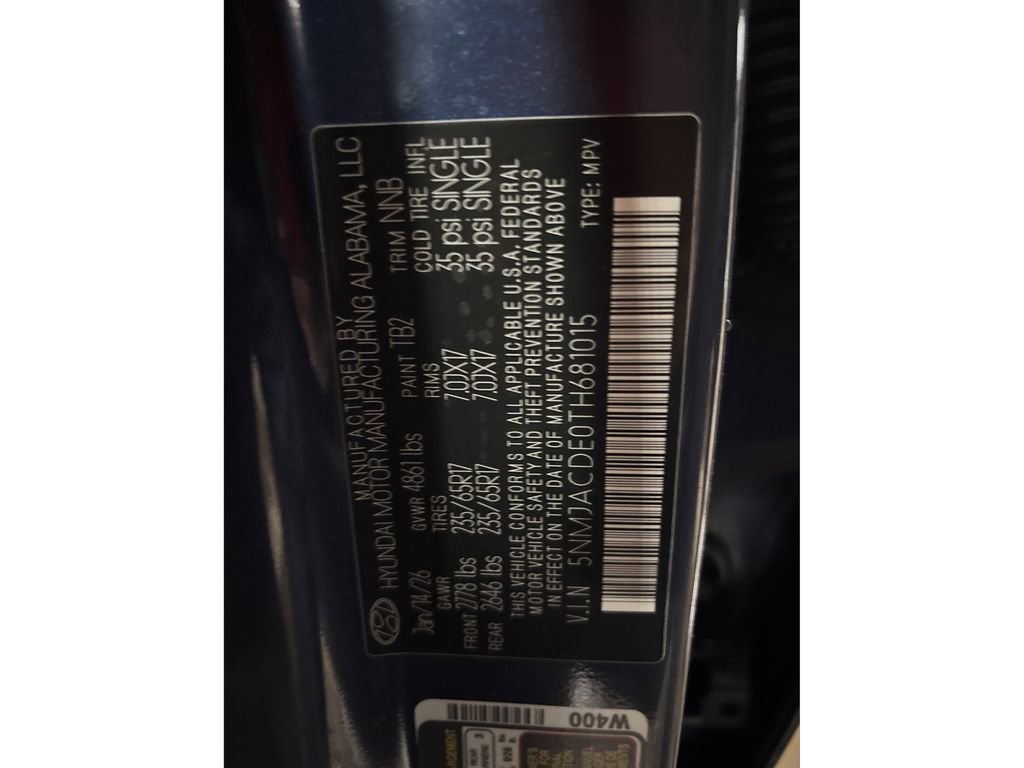 MANUFACTURED BY
HYUNDAI MOTOR MANUFACTURING ALABAMA, LLC
Jan/14/26 GVWR 4861 lbs PAINT TB2 TRIM NNB
GAWR TIRES RIMS COLD TIRE INFL
FRONT 2778 lbs 235/65R17 7.0JX17 35 psi SINGLE
REAR 2646 lbs 235/65R17 7.0JX17 35 psi SINGLE
THIS VEHICLE CONFORMS TO ALL APPLICABLE U.S.A. FEDERAL
MOTOR VEHICLE SAFETY AND THEFT PREVENTION STANDARDS
IN EFFECT ON THE DATE OF MANUFACTURE SHOWN ABOVE
V.I.N 5NMJACDE0TH681015 TYPE: MPV
W400
REAR 3